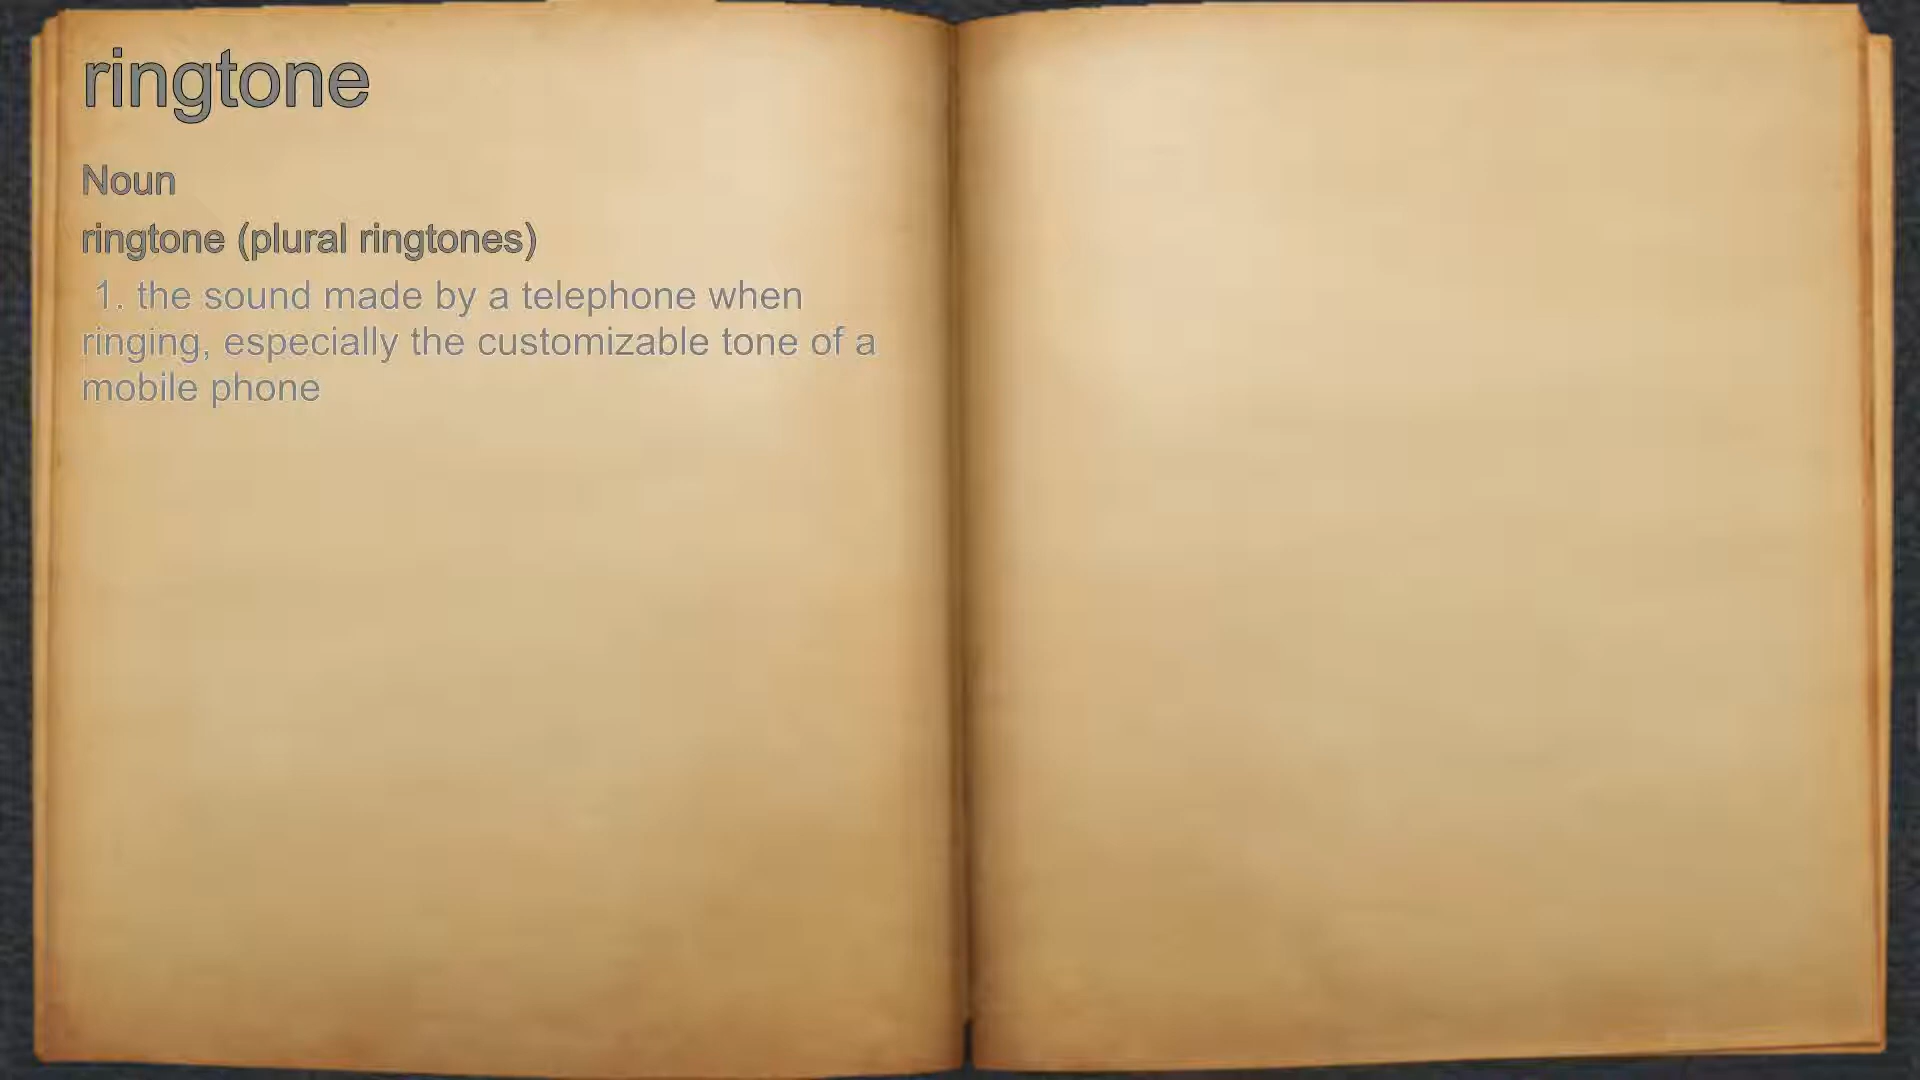 ringtone
Noun
ringtone (plural ringtones)
1. the sound made by a telephone when
ringing, especially the customizable tone of a
mobile phone